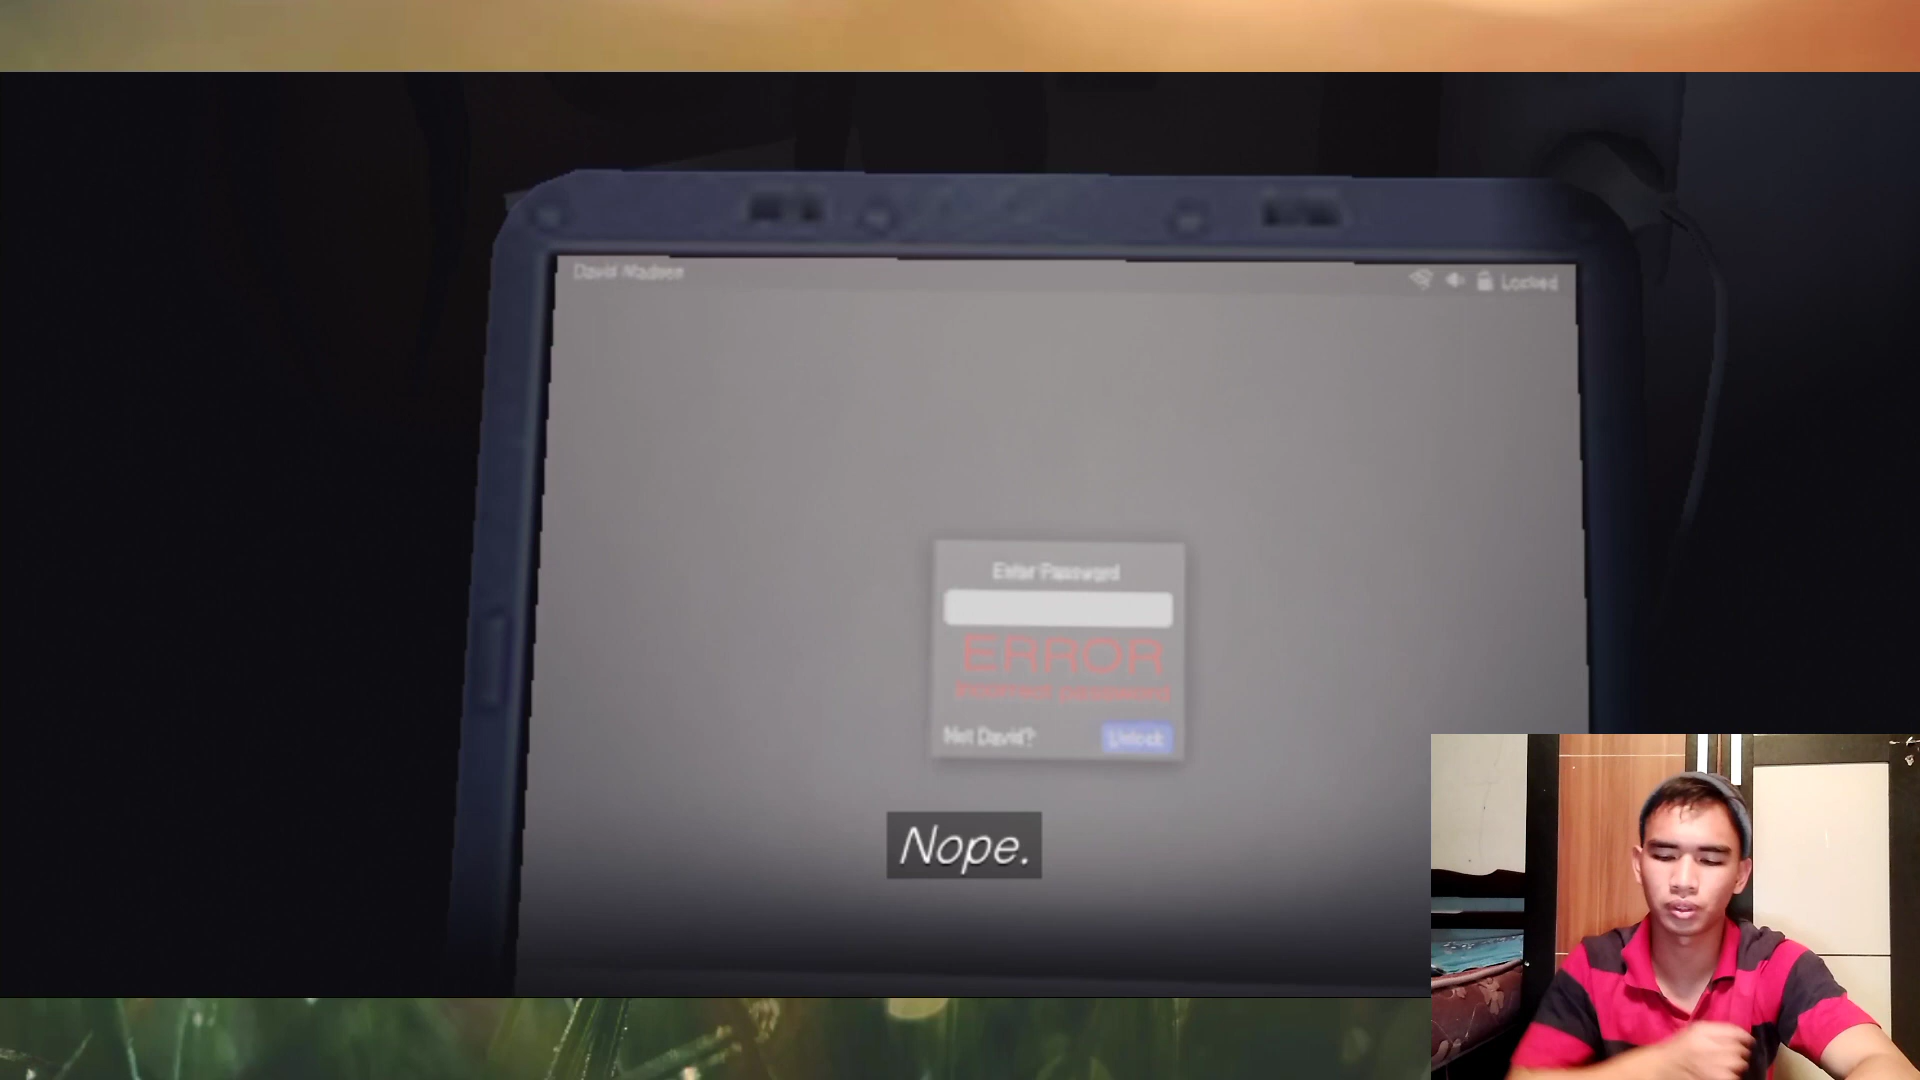 David Madsen
Locked
Enter Password
ERROR
Incorrect password
Not David?
Unlock
Nope.